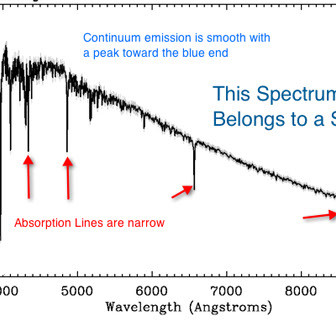 Continuum emission is smooth with
a peak toward the blue end
This Spectrum
Belongs to a S
Absorption Lines are narrow
000 5000 6000 7000 8000
Wavelength (Angstroms)